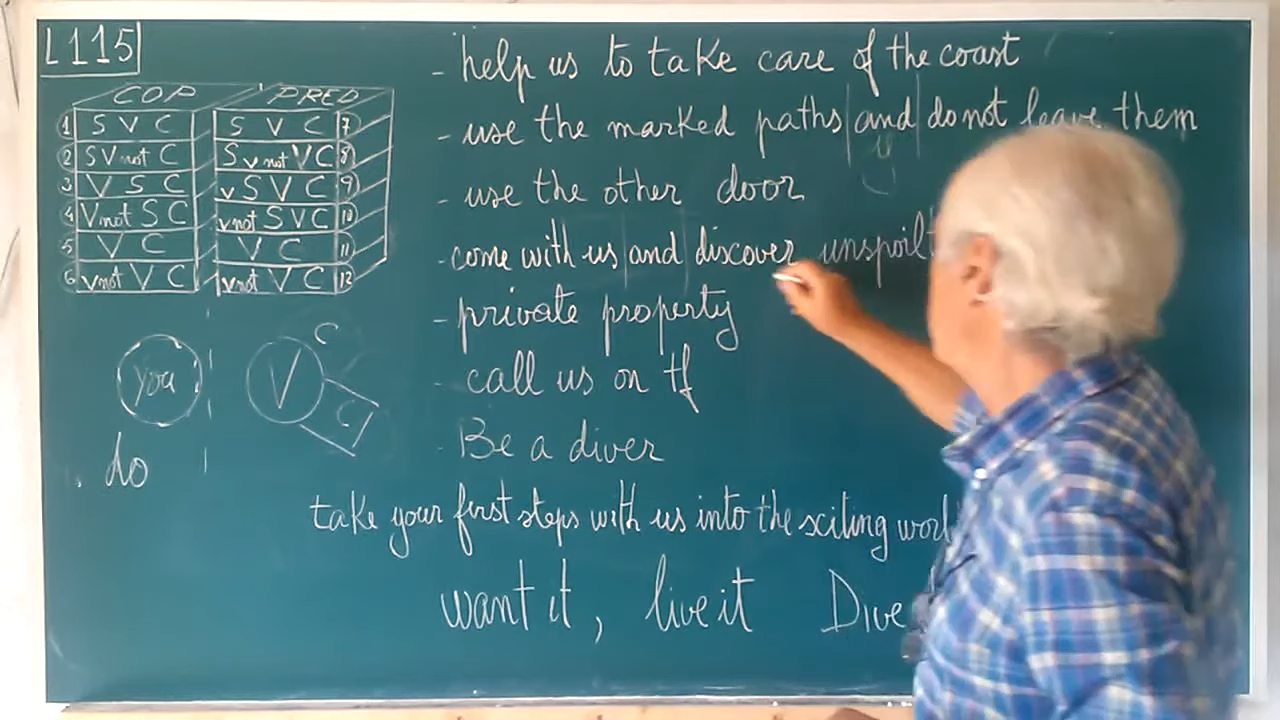 L115
COP PRED
1 S V C S V C 7
2 S V not C S v not V C 8
3 V S C v S V C 9
4 V not S C v not S V C 10
5 V C V C 11
6 v not V C v not V C 12
you V C C
. do
- help us to take care of the coast
- use the marked paths | and | do not leave them
y
- use the other door
- come with us | and | discover unspoilt
- private property
- call us on tf
- Be a diver
take your first steps with us into the sciting worl
want it, live it Dive